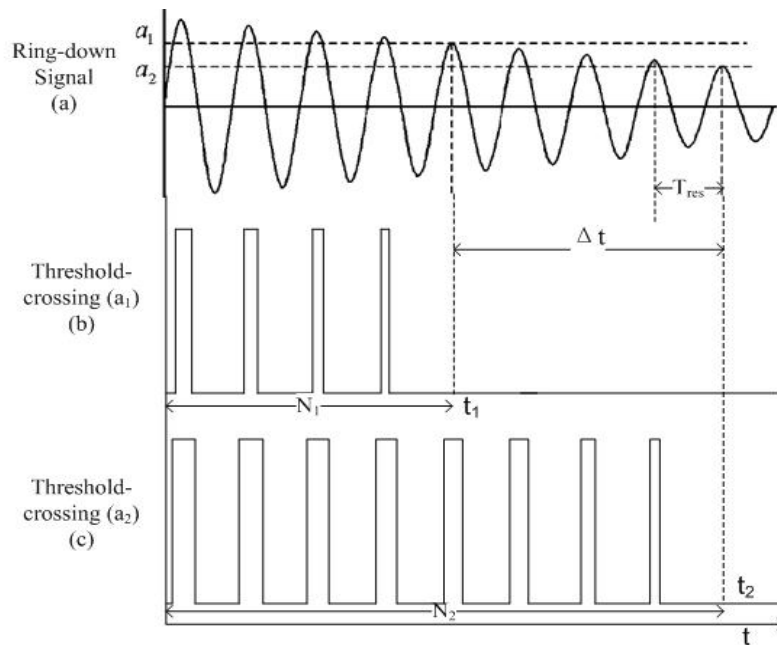 a₁
Ring-down
Signal
(a)
a₂
Tres
Δ t
Threshold-
crossing (a₁)
(b)
N₁
t₁
Threshold-
crossing (a₂)
(c)
t₂
N₂
t